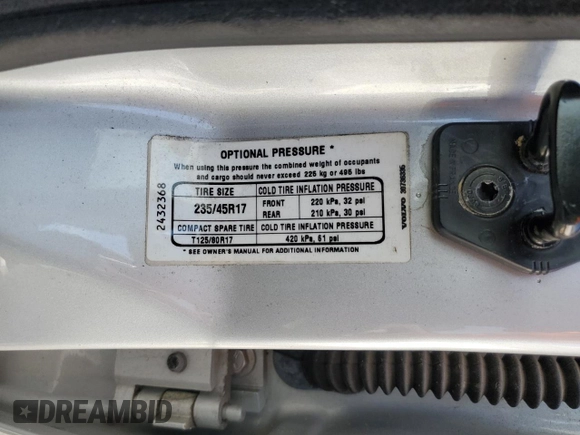 OPTIONAL PRESSURE *
When using this pressure the combined weight of occupants
and cargo should never exceed 225 kg or 495 lbs
TIRE SIZE COLD TIRE INFLATION PRESSURE
235/45R17 FRONT 220 kPa, 32 psi
REAR 210 kPa, 30 psi
COMPACT SPARE TIRE COLD TIRE INFLATION PRESSURE
T125/80R17 420 kPa, 61 psi
* SEE OWNER'S MANUAL FOR ADDITIONAL INFORMATION
2432368
VOLVO
DREAMBID